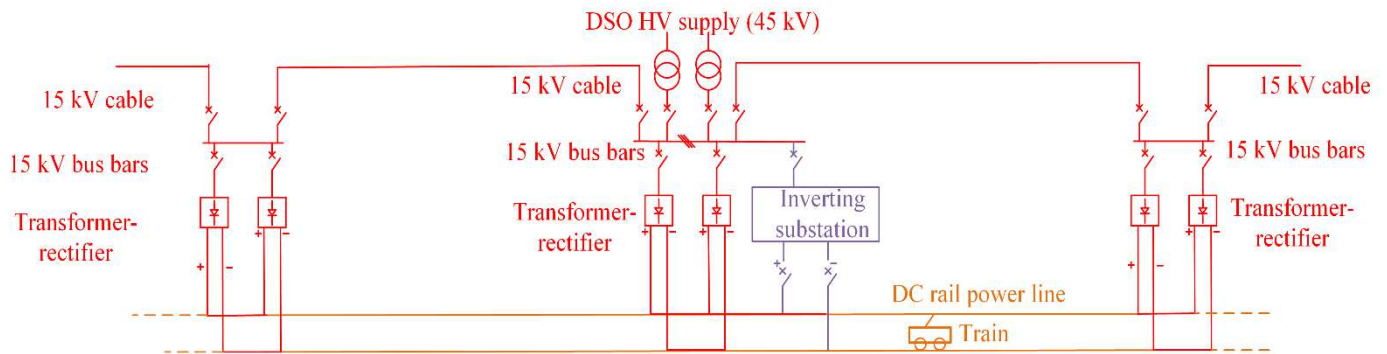 DSO HV supply (45 kV)
15 kV cable
15 kV cable
15 kV cable
15 kV bus bars
15 kV bus bars
15 kV bus bars
Transformer-
rectifier
Transformer-
rectifier
Inverting
substation
Transformer-
rectifier
+ −
+ −
+ −
+ −
+ −
+ −
DC rail power line
Train